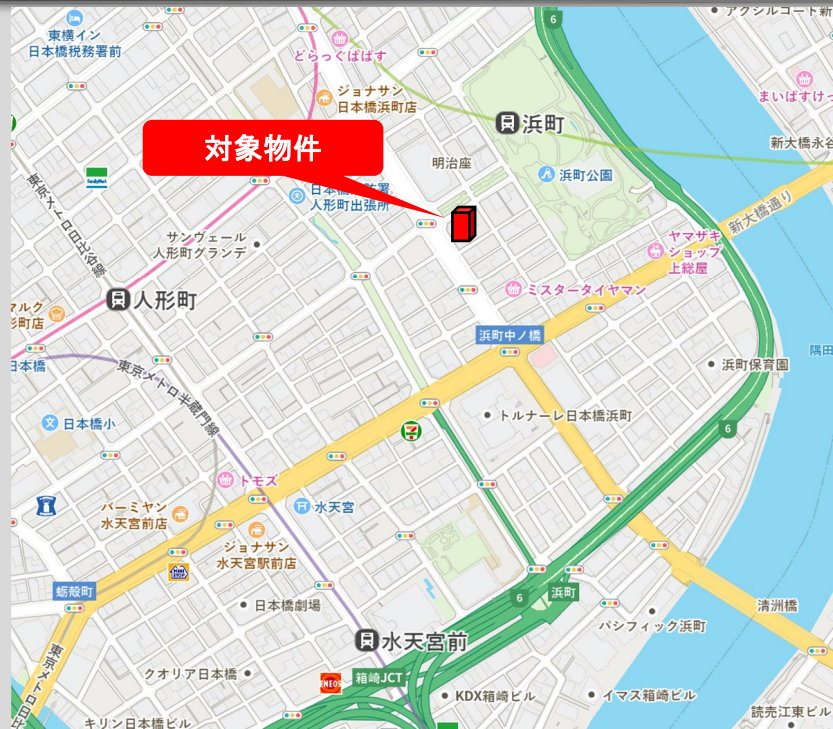 アクシルコート新
6
東横イン
日本橋税務署前
どらっぐぱぱす
ジョナサン
日本橋浜町店
まいばすけっ
浜町
新大橋永谷
対象物件
明治座
浜町公園
FamilyMart
東京メトロ日比谷線
人形町出張所
新大橋通り
サンヴェール
人形町グランデ
ヤマザキ
ショップ
上総屋
人形町
ミスタータイヤマン
マルク
形町店
浜町中ノ橋
隅田
日本橋
東京メトロ半蔵門線
浜町保育園
日本橋小
トルナーレ日本橋浜町
6
トモズ
バーミヤン
水天宮前店
水天宮
ジョナサン
水天宮駅前店
蛎殻町
6
浜町
日本橋劇場
清洲橋
パシフィック浜町
水天宮前
東京メトロ日
クオリア日本橋
箱崎JCT
ENEOS
KDX箱崎ビル
イマス箱崎ビル
読売江東ビル
キリン日本橋ビル